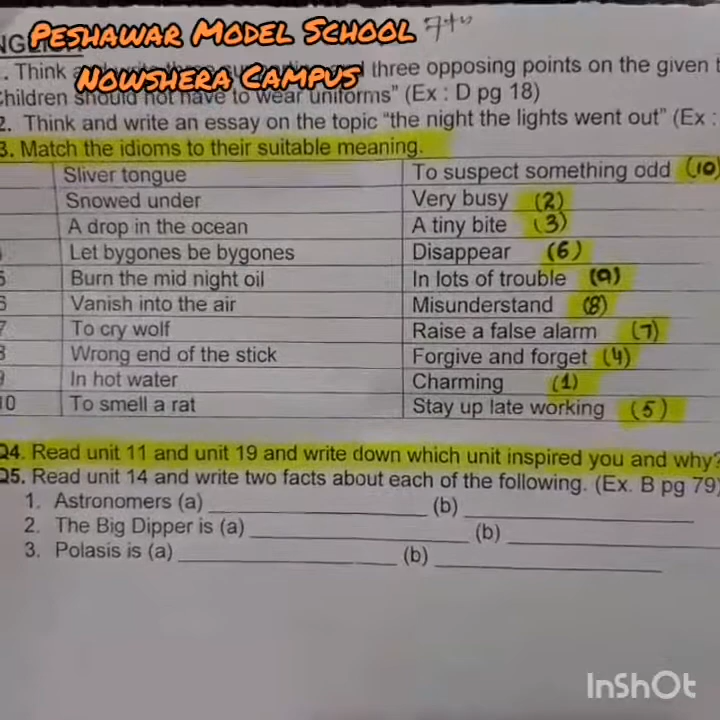 PESHAWAR MODEL SCHOOL 7th
NOWSHERA CAMPUS
. Think three opposing points on the given
Children should not have to wear uniforms” (Ex : D pg 18)
2. Think and write an essay on the topic “the night the lights went out” (Ex :
3. Match the idioms to their suitable meaning.
Sliver tongue To suspect something odd (10)
Snowed under Very busy (2)
A drop in the ocean A tiny bite (3)
Let bygones be bygones Disappear (6)
5 Burn the mid night oil In lots of trouble (9)
6 Vanish into the air Misunderstand (8)
7 To cry wolf Raise a false alarm (7)
8 Wrong end of the stick Forgive and forget (4)
9 In hot water Charming (1)
10 To smell a rat Stay up late working (5)
Q4. Read unit 11 and unit 19 and write down which unit inspired you and why?
Q5. Read unit 14 and write two facts about each of the following. (Ex. B pg 79)
1. Astronomers (a) ____________ (b) ____________
2. The Big Dipper is (a) ____________ (b) ____________
3. Polasis is (a) ____________ (b) ____________
InShOt